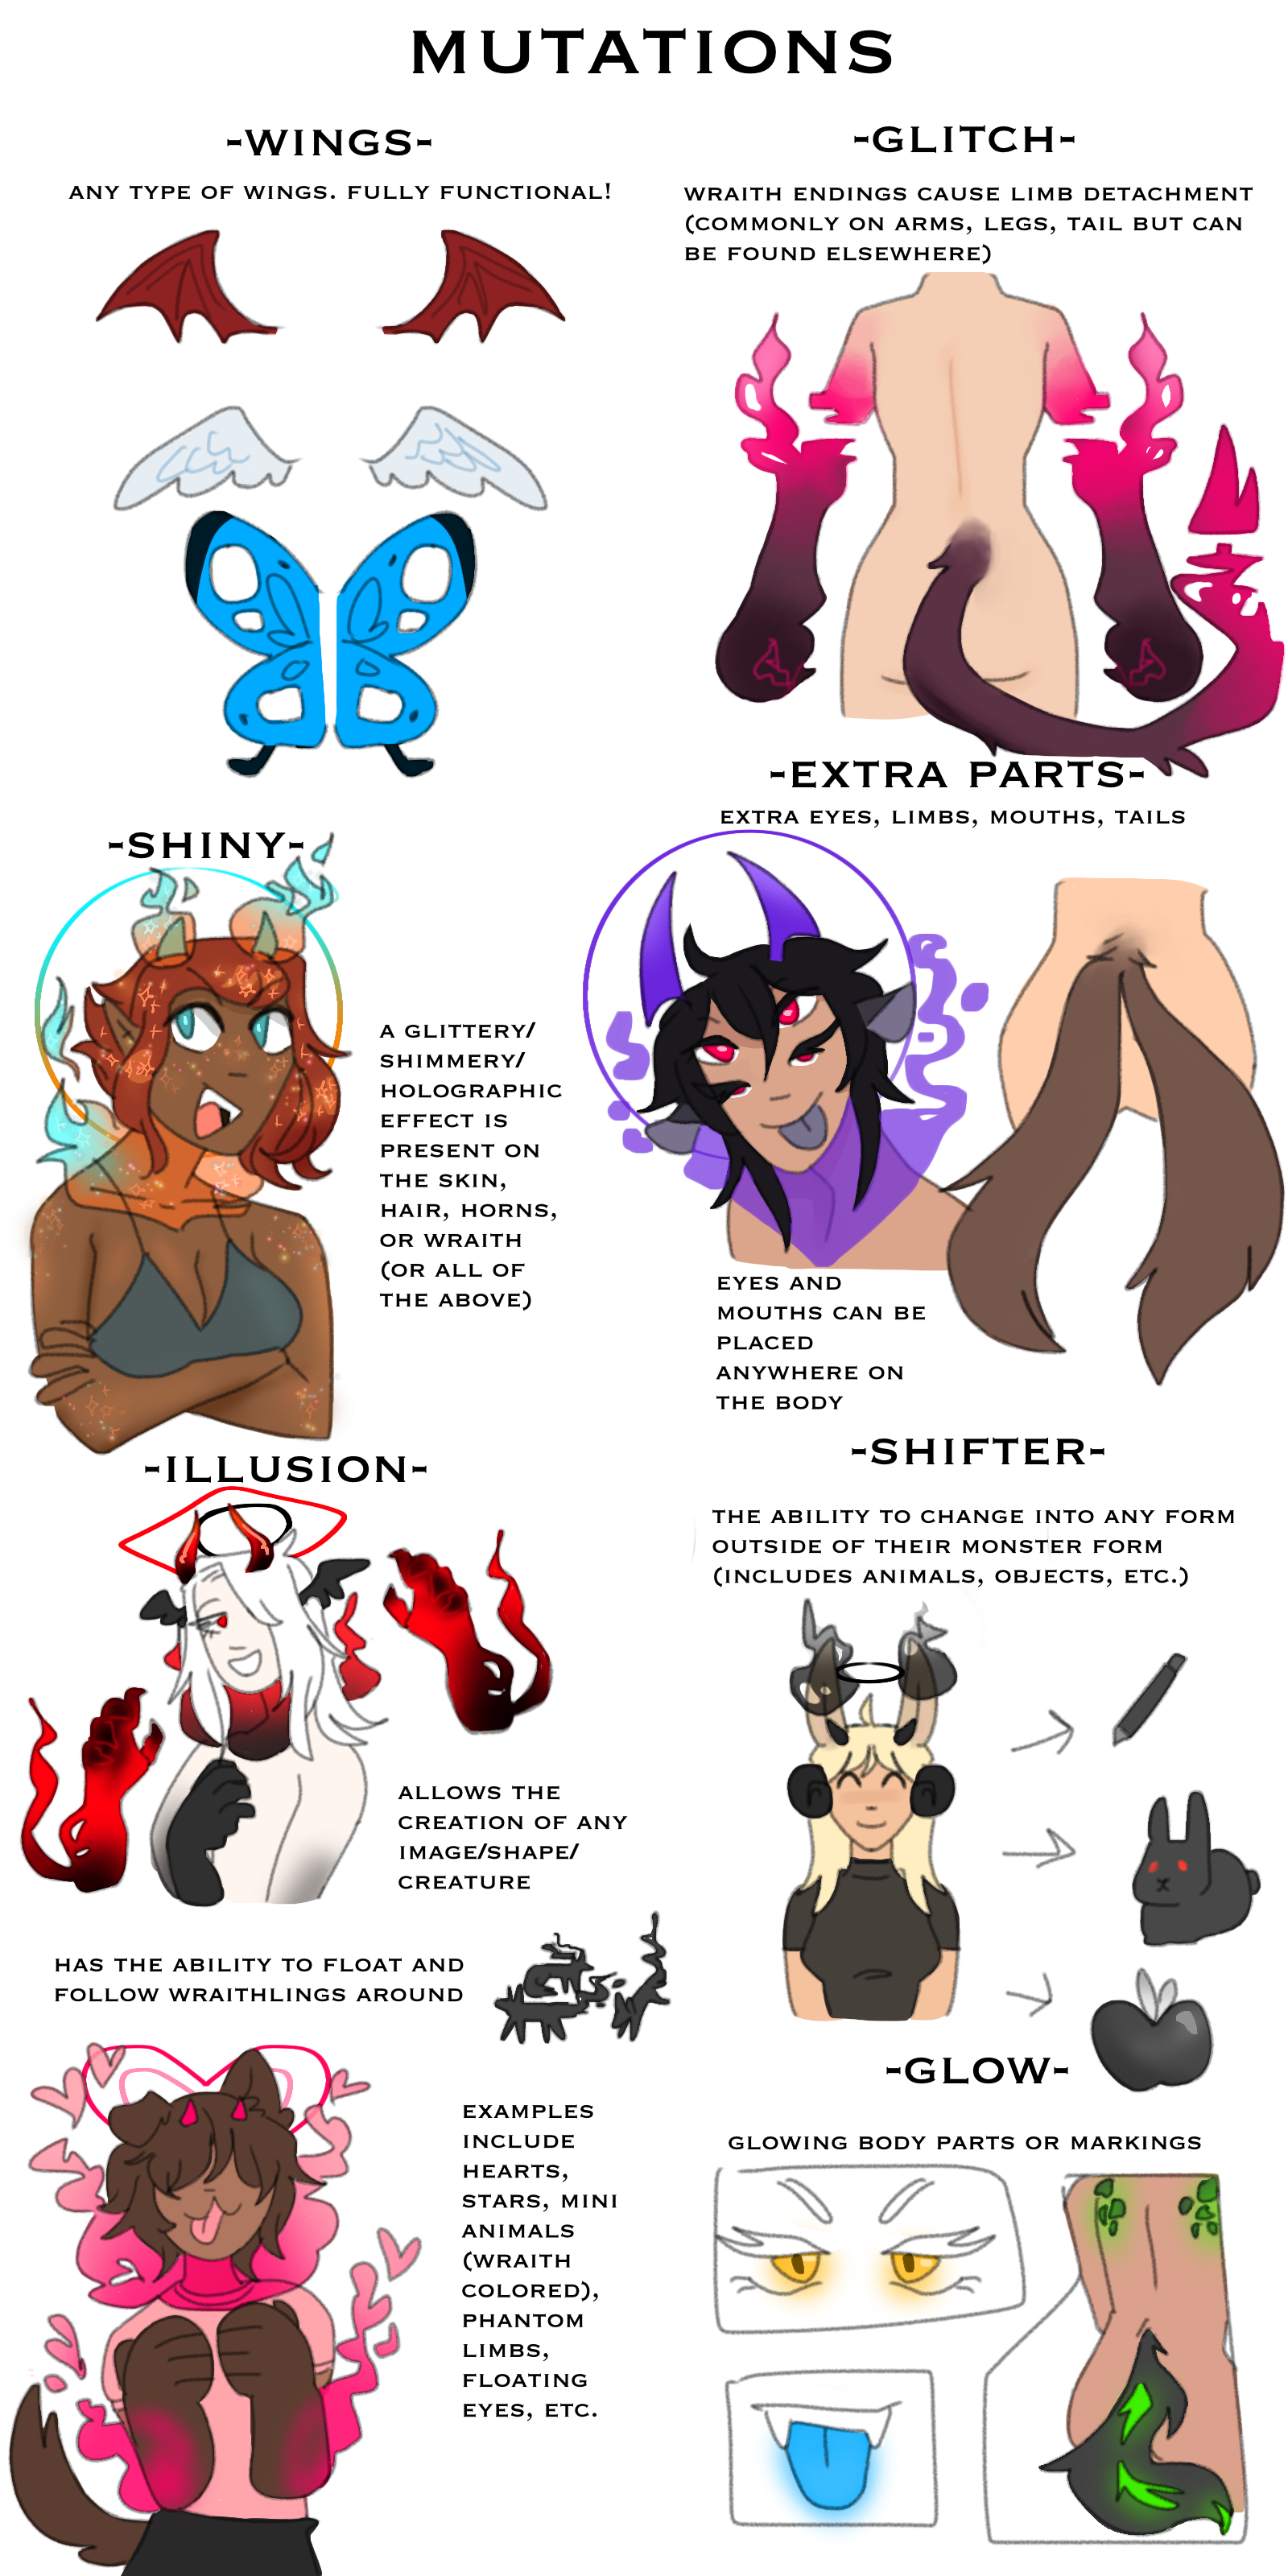 MUTATIONS
-WINGS-
ANY TYPE OF WINGS. FULLY FUNCTIONAL!
-GLITCH-
WRAITH ENDINGS CAUSE LIMB DETACHMENT
(COMMONLY ON ARMS, LEGS, TAIL BUT CAN
BE FOUND ELSEWHERE)
-SHINY-
A GLITTERY/
SHIMMERY/
HOLOGRAPHIC
EFFECT IS
PRESENT ON
THE SKIN,
HAIR, HORNS,
OR WRAITH
(OR ALL OF
THE ABOVE)
-EXTRA PARTS-
EXTRA EYES, LIMBS, MOUTHS, TAILS
EYES AND
MOUTHS CAN BE
PLACED
ANYWHERE ON
THE BODY
-ILLUSION-
ALLOWS THE
CREATION OF ANY
IMAGE/SHAPE/
CREATURE
HAS THE ABILITY TO FLOAT AND
FOLLOW WRAITHLINGS AROUND
EXAMPLES
INCLUDE
HEARTS,
STARS, MINI
ANIMALS
(WRAITH
COLORED),
PHANTOM
LIMBS,
FLOATING
EYES, ETC.
-SHIFTER-
THE ABILITY TO CHANGE INTO ANY FORM
OUTSIDE OF THEIR MONSTER FORM
(INCLUDES ANIMALS, OBJECTS, ETC.)
-GLOW-
GLOWING BODY PARTS OR MARKINGS